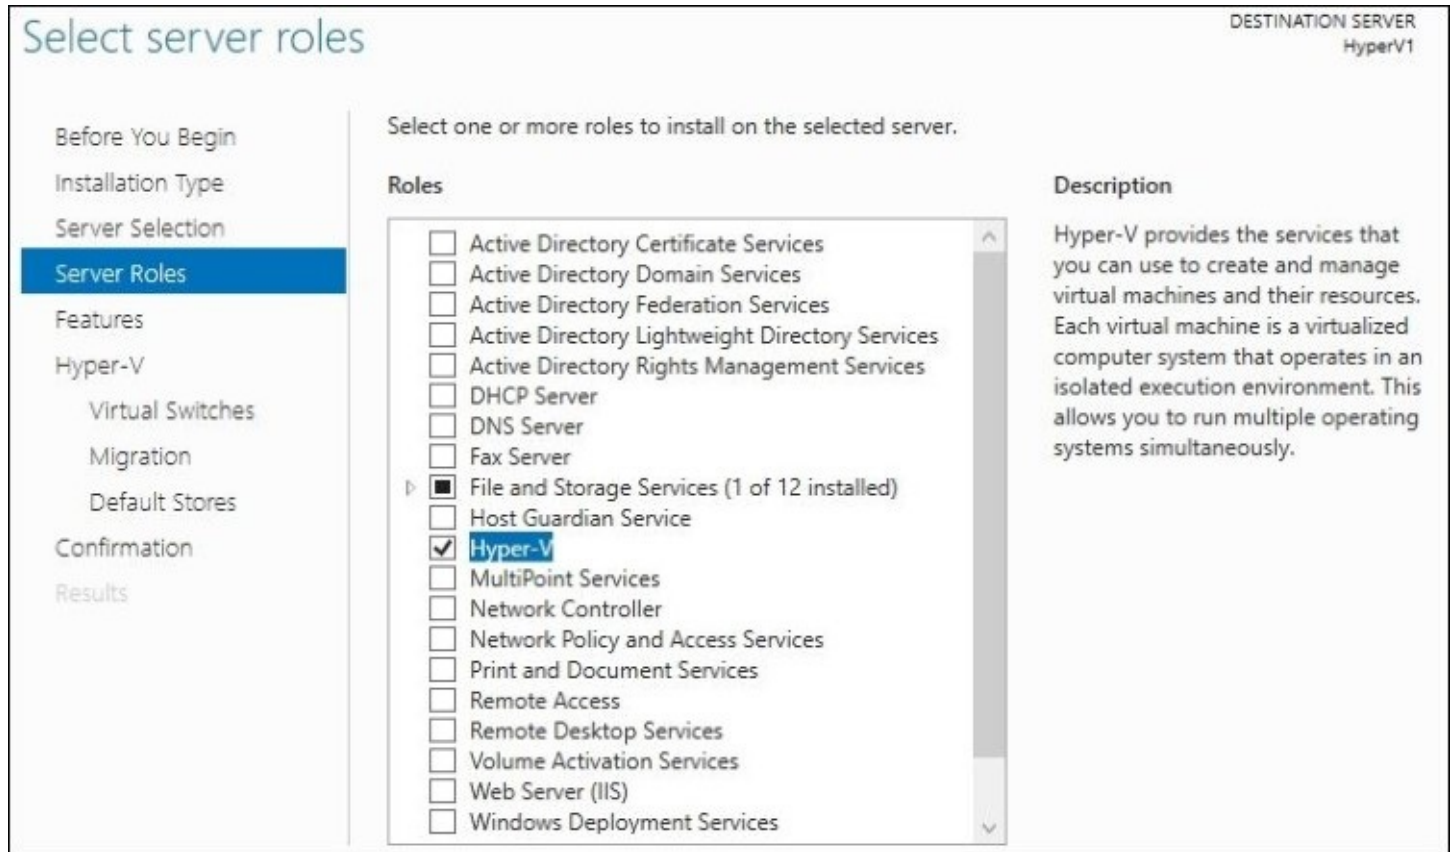 Select server roles
DESTINATION SERVER
HyperV1
Before You Begin
Installation Type
Server Selection
Server Roles
Features
Hyper-V
Virtual Switches
Migration
Default Stores
Confirmation
Results
Select one or more roles to install on the selected server.
Roles
Active Directory Certificate Services
Active Directory Domain Services
Active Directory Federation Services
Active Directory Lightweight Directory Services
Active Directory Rights Management Services
DHCP Server
DNS Server
Fax Server
File and Storage Services (1 of 12 installed)
Host Guardian Service
Hyper-V
MultiPoint Services
Network Controller
Network Policy and Access Services
Print and Document Services
Remote Access
Remote Desktop Services
Volume Activation Services
Web Server (IIS)
Windows Deployment Services
Description
Hyper-V provides the services that
you can use to create and manage
virtual machines and their resources.
Each virtual machine is a virtualized
computer system that operates in an
isolated execution environment. This
allows you to run multiple operating
systems simultaneously.